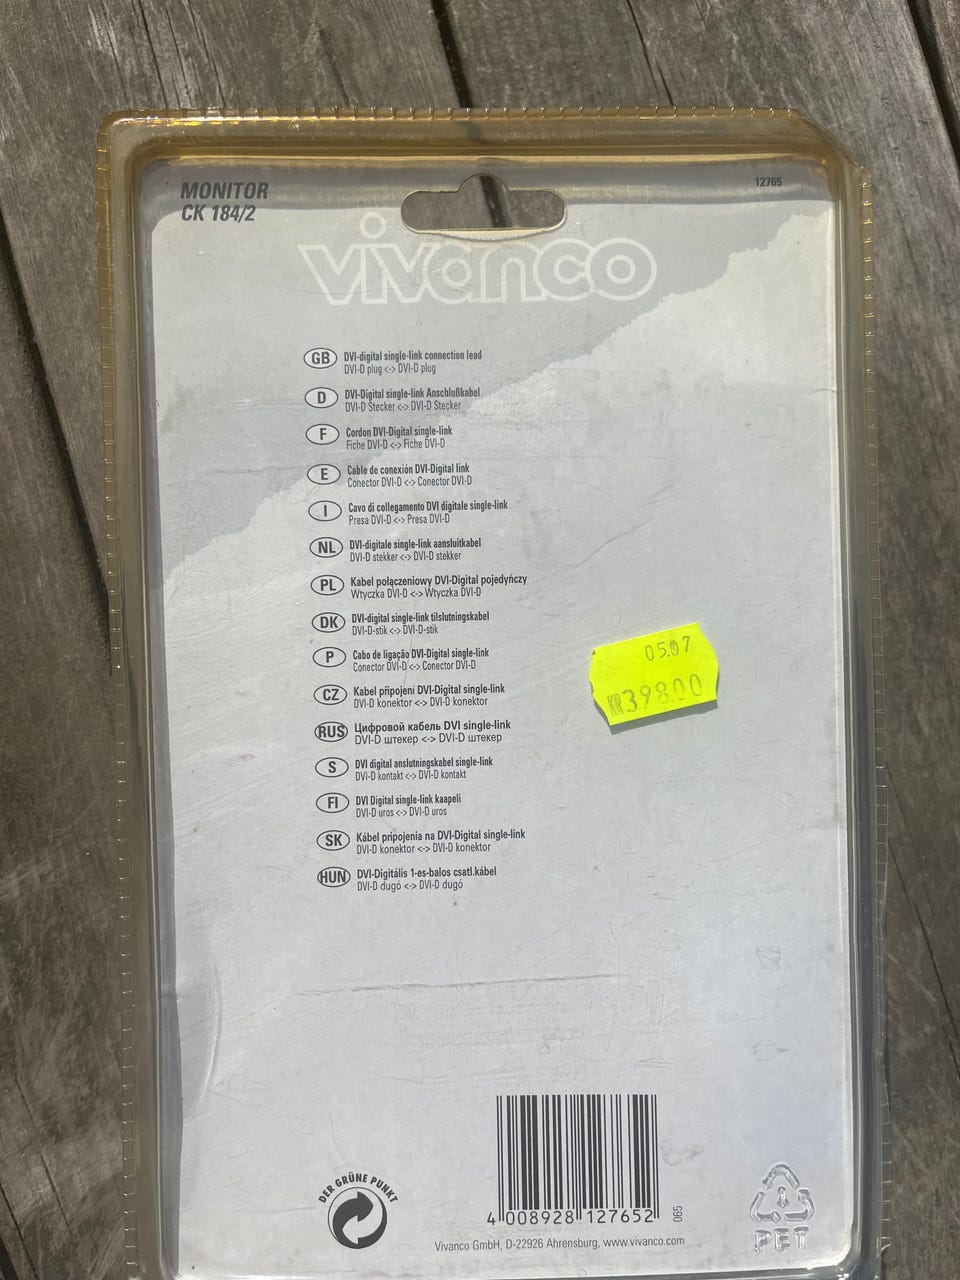 MONITOR
CK 184/2
12765
vivanco
GB DVI-digital single-link connection lead
DVI-D plug <-> DVI-D plug
D DVI-Digital single-link Anschlußkabel
DVI-D Stecker <-> DVI-D Stecker
F Cordon DVI-Digital single-link
Fiche DVI-D <-> Fiche DVI-D
E Cable de conexión DVI-Digital link
Conector DVI-D <-> Conector DVI-D
I Cavo di collegamento DVI digitale single-link
Presa DVI-D <-> Presa DVI-D
NL DVI-digitale single-link aansluitkabel
DVI-D stekker <-> DVI-D stekker
PL Kabel połączeniowy DVI-Digital pojedyńczy
Wtyczka DVI-D <-> Wtyczka DVI-D
DK DVI-digital single-link tilslutningskabel
DVI-D-stik <-> DVI-D-stik
P Cabo de ligação DVI-Digital single-link
Conector DVI-D <-> Conector DVI-D
CZ Kabel připojení DVI-Digital single-link
DVI-D konektor <-> DVI-D konektor
RUS Цифровой кабель DVI single-link
DVI-D штекер <-> DVI-D штекер
S DVI digital anslutningskabel single-link
DVI-D kontakt <-> DVI-D kontakt
FI DVI Digital single-link kaapeli
DVI-D uros <-> DVI-D uros
SK Kábel pripojenia na DVI-Digital single-link
DVI-D konektor <-> DVI-D konektor
HUN DVI-Digitális 1-es-balos csatl.kábel
DVI-D dugó <-> DVI-D dugó
05.07
KR398.00
DER GRÜNE PUNKT
4 008928 127652
065
Vivanco GmbH, D-22926 Ahrensburg, www.vivanco.com
1
PET